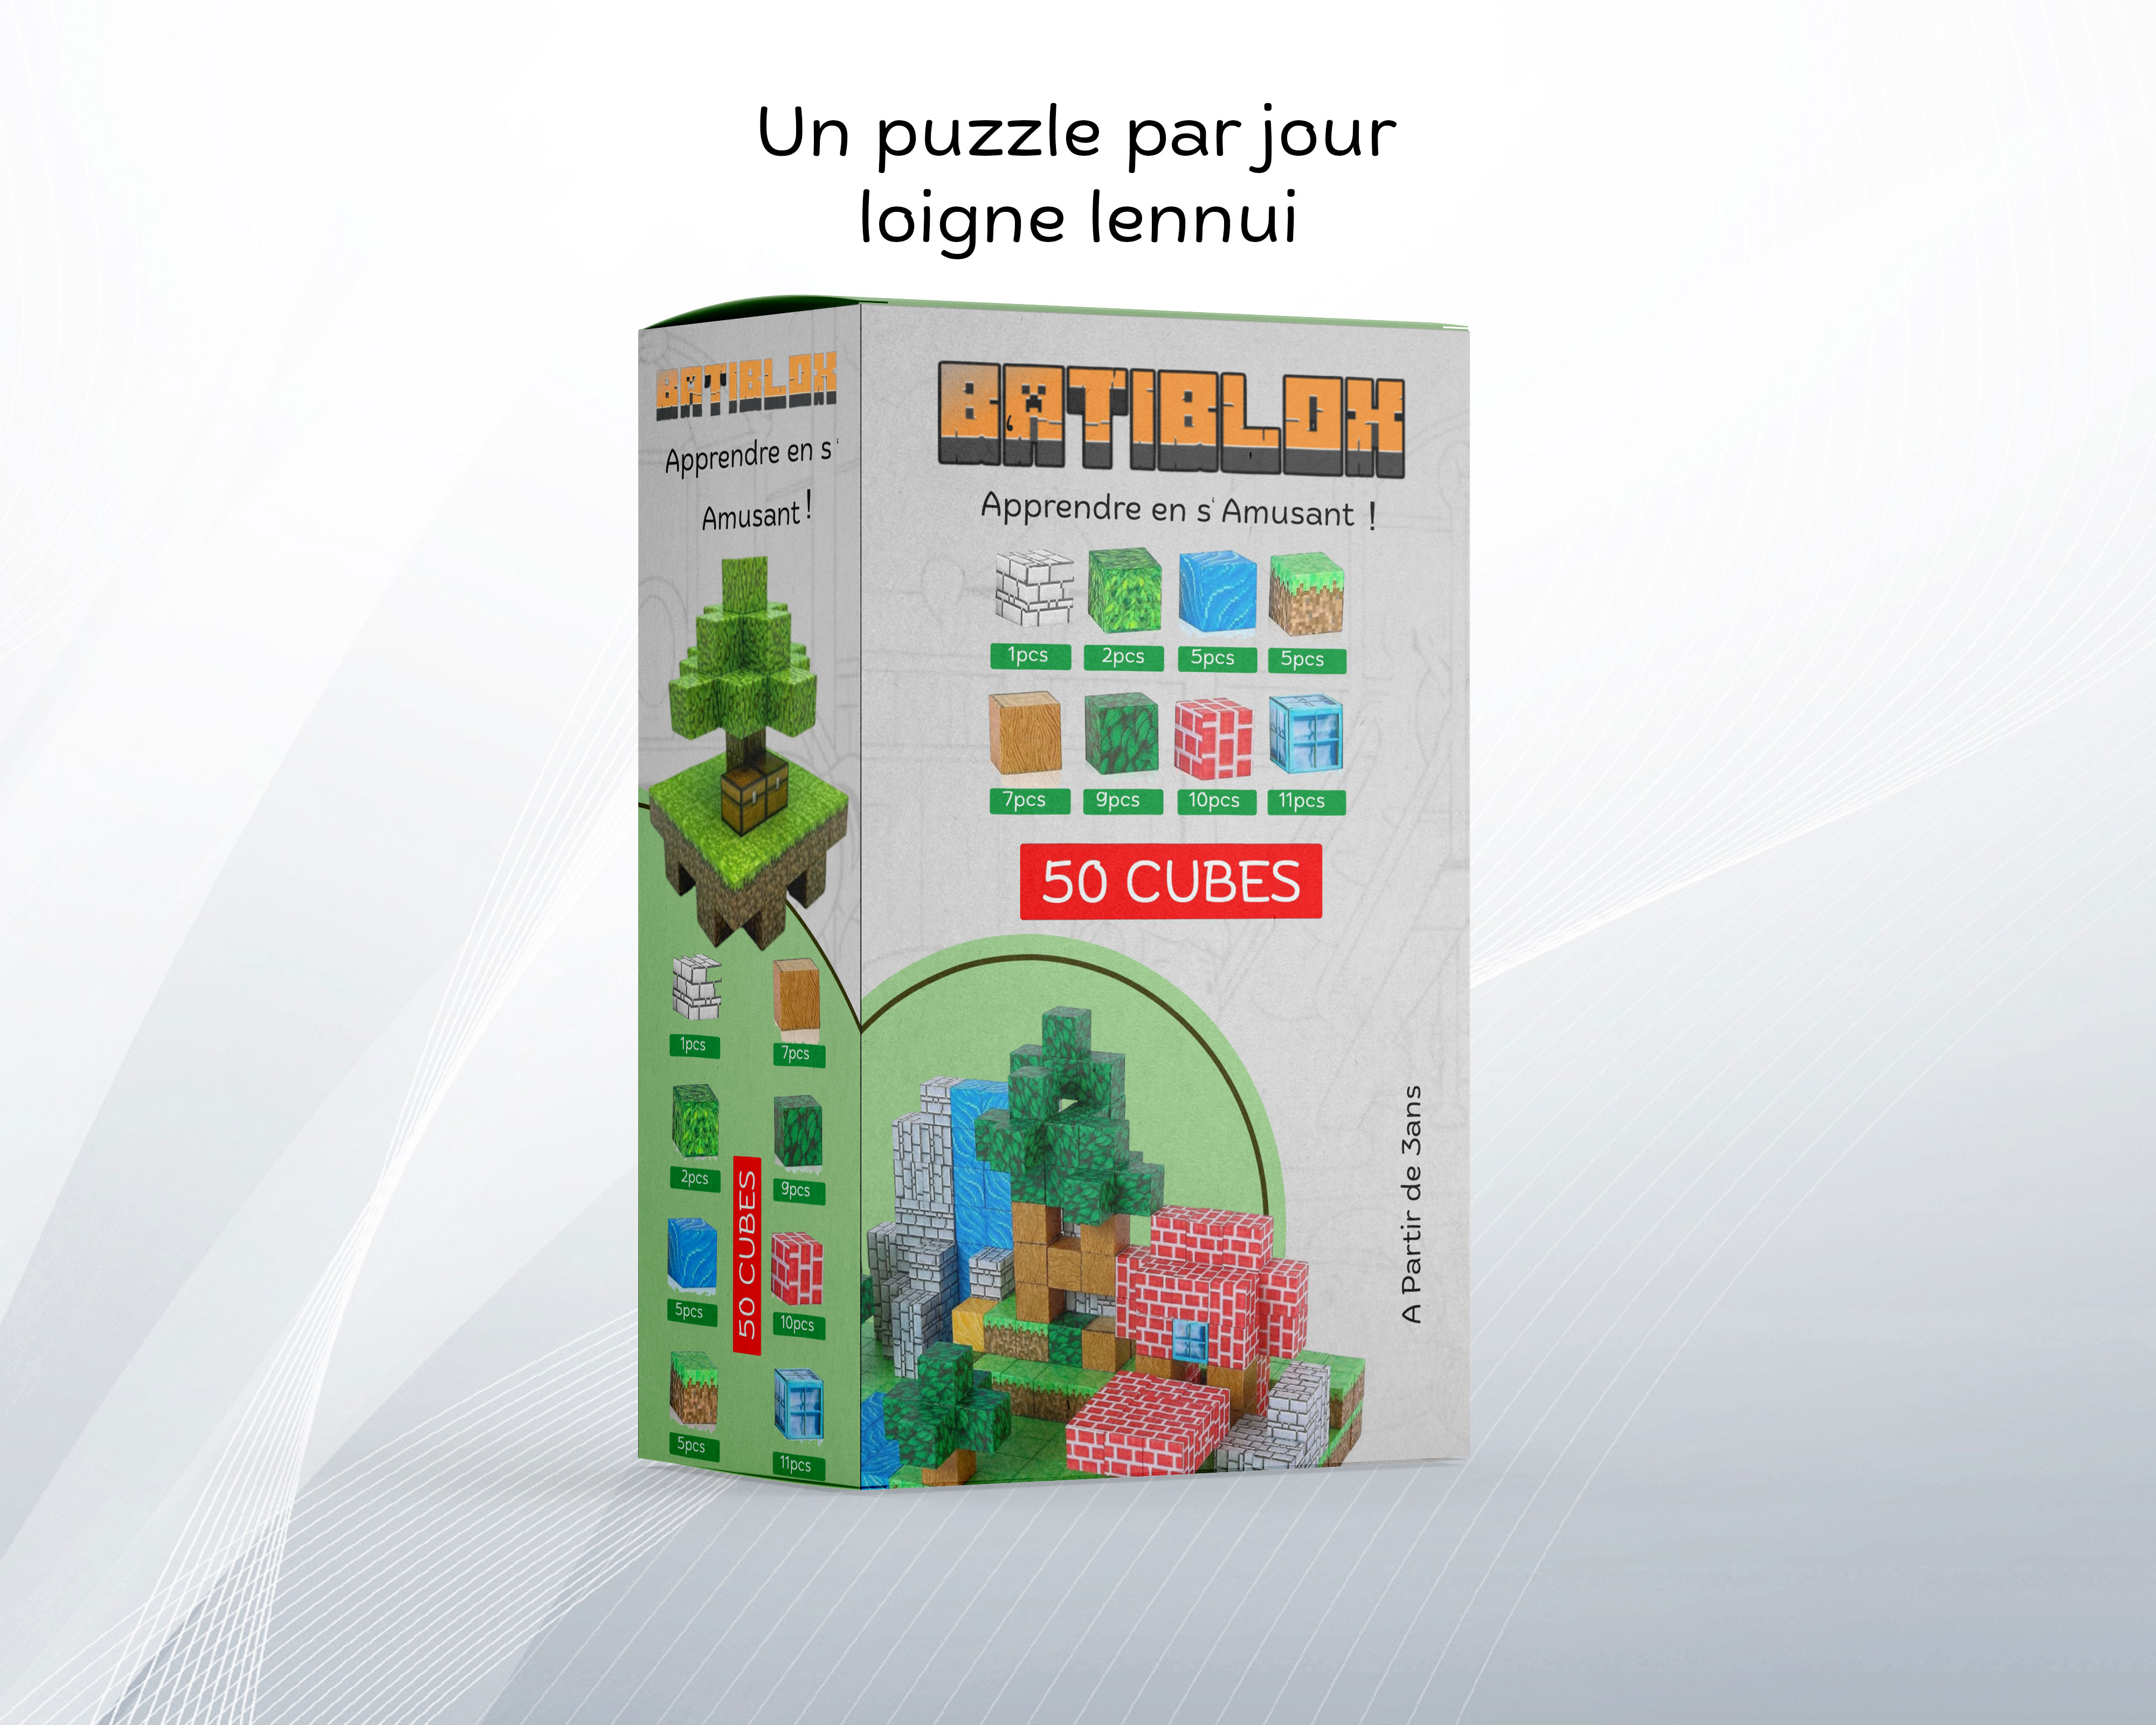 Un puzzle par jour
loigne lennui
BATIBLOX
Apprendre en s'
Amusant !
1pcs
7pcs
2pcs
9pcs
5pcs
10pcs
5pcs
11pcs
50 CUBES
BATIBLOX
Apprendre en s' Amusant !
1pcs 2pcs 5pcs 5pcs
7pcs 9pcs 10pcs 11pcs
50 CUBES
A Partir de 3ans